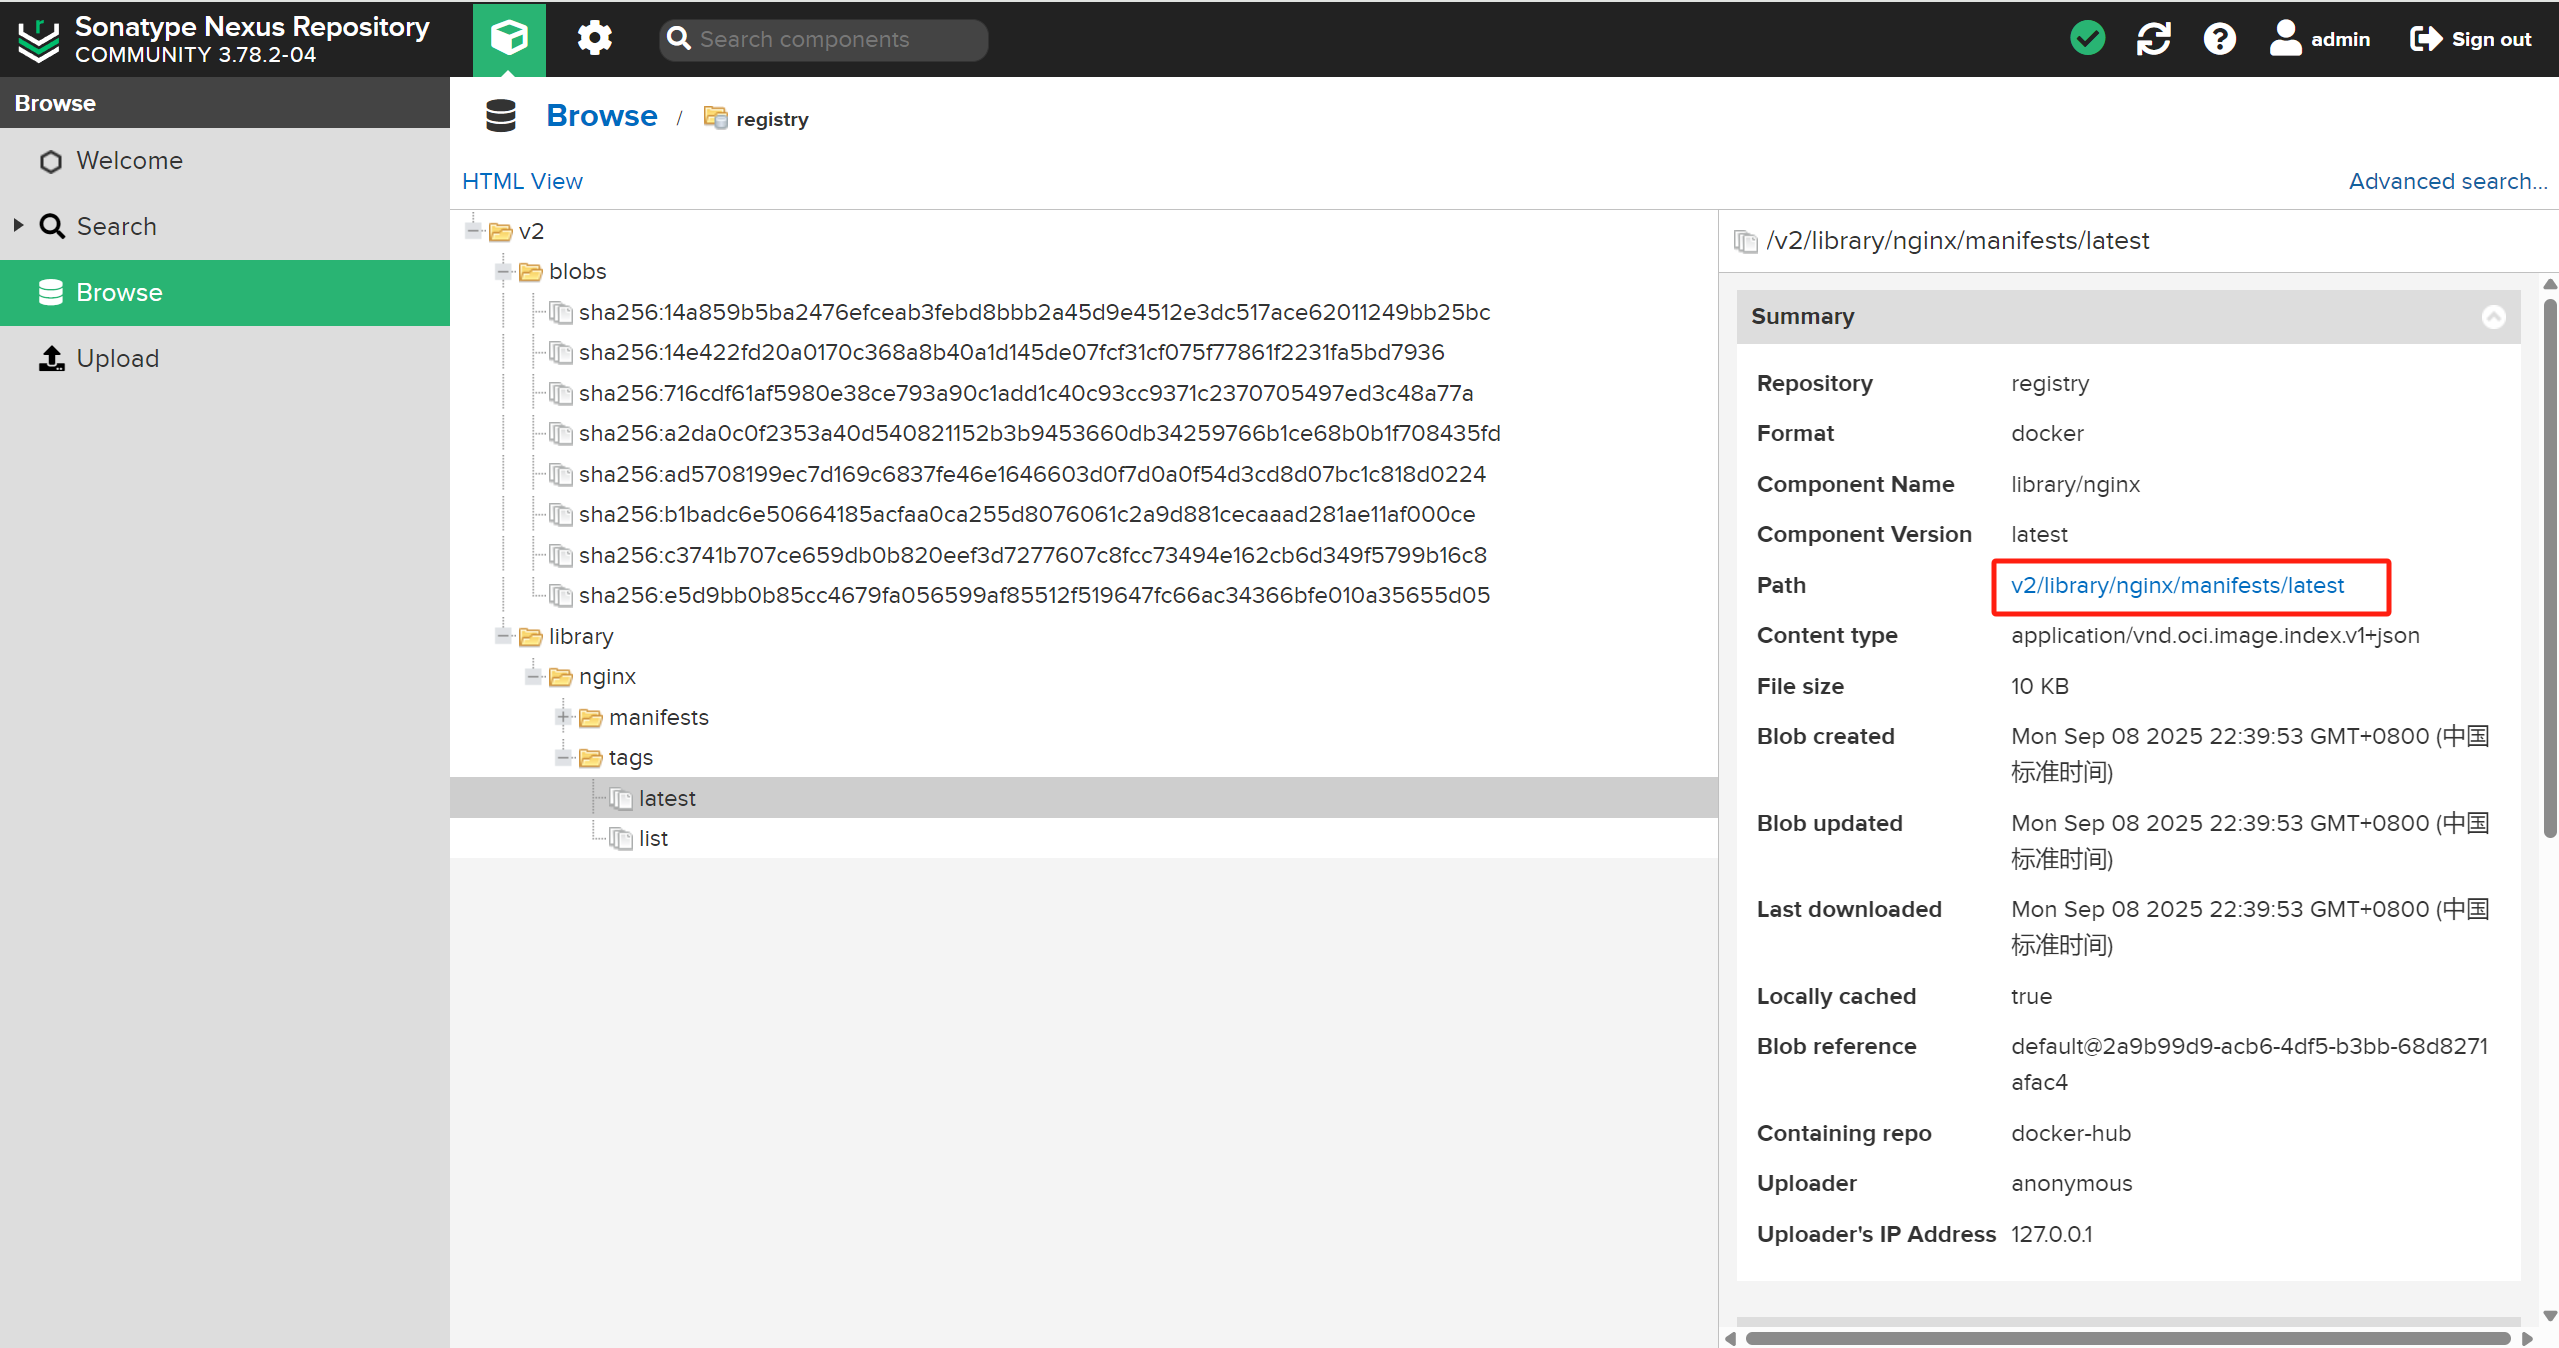 Sonatype Nexus Repository
COMMUNITY 3.78.2-04
Search components
admin
Sign out
Browse
Welcome
Search
Browse
Upload
Browse / registry
HTML View
Advanced search...
v2
blobs
sha256:14a859b5ba2476efceab3febd8bbb2a45d9e4512e3dc517ace62011249bb25bc
sha256:14e422fd20a0170c368a8b40a1d145de07fcf31cf075f77861f2231fa5bd7936
sha256:716cdf61af5980e38ce793a90c1add1c40c93cc9371c2370705497ed3c48a77a
sha256:a2da0c0f2353a40d540821152b3b9453660db34259766b1ce68b0b1f708435fd
sha256:ad5708199ec7d169c6837fe46e1646603d0f7d0a0f54d3cd8d07bc1c818d0224
sha256:b1badc6e50664185acfaa0ca255d8076061c2a9d881cecaaad281ae11af000ce
sha256:c3741b707ce659db0b820eef3d7277607c8fcc73494e162cb6d349f5799b16c8
sha256:e5d9bb0b85cc4679fa056599af85512f519647fc66ac34366bfe010a35655d05
library
nginx
manifests
tags
latest
list
/v2/library/nginx/manifests/latest
Summary
Repository registry
Format docker
Component Name library/nginx
Component Version latest
Path v2/library/nginx/manifests/latest
Content type application/vnd.oci.image.index.v1+json
File size 10 KB
Blob created Mon Sep 08 2025 22:39:53 GMT+0800 (中国
标准时间)
Blob updated Mon Sep 08 2025 22:39:53 GMT+0800 (中国
标准时间)
Last downloaded Mon Sep 08 2025 22:39:53 GMT+0800 (中国
标准时间)
Locally cached true
Blob reference default@2a9b99d9-acb6-4df5-b3bb-68d8271
afac4
Containing repo docker-hub
Uploader anonymous
Uploader's IP Address 127.0.0.1